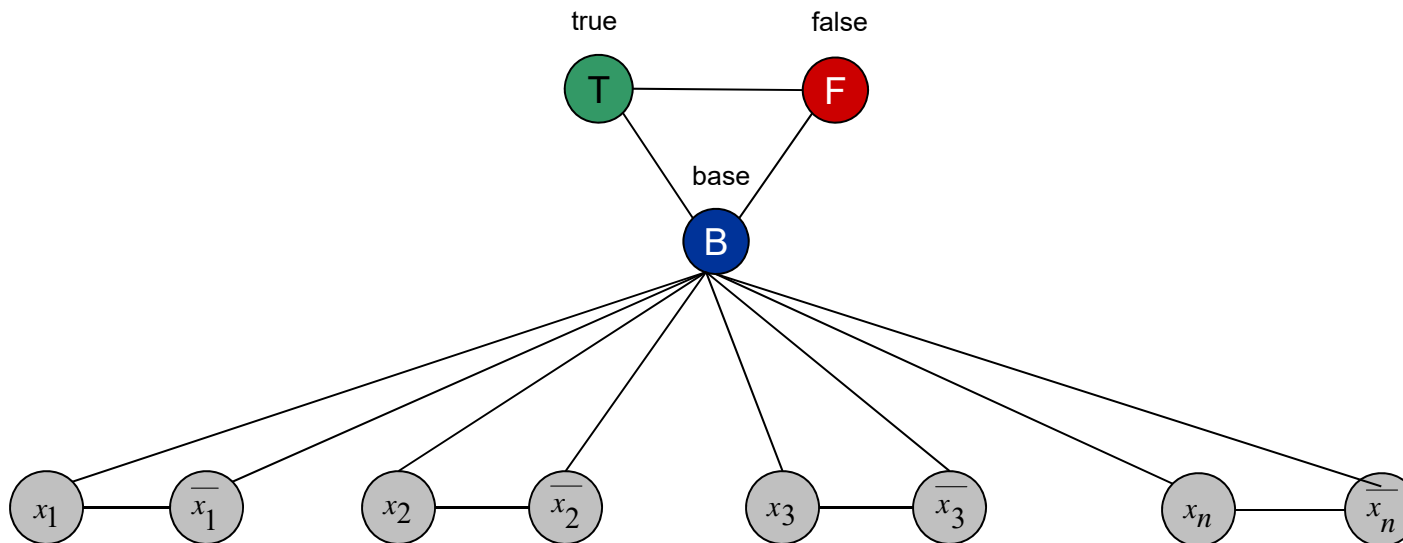 true false
T F
base
B
x₁ x̅₁ x₂ x̅₂ x₃ x̅₃ xₙ x̅ₙ